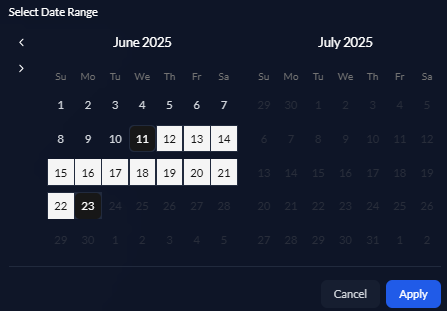 Select Date Range
June 2025 July 2025
Su Mo Tu We Th Fr Sa Su Mo Tu We Th Fr Sa
1 2 3 4 5 6 7 29 30 1 2 3 4 5
8 9 10 11 12 13 14 6 7 8 9 10 11 12
15 16 17 18 19 20 21 13 14 15 16 17 18 19
22 23 24 25 26 27 28 20 21 22 23 24 25 26
29 30 1 2 3 4 5 27 28 29 30 31 1 2
Cancel Apply